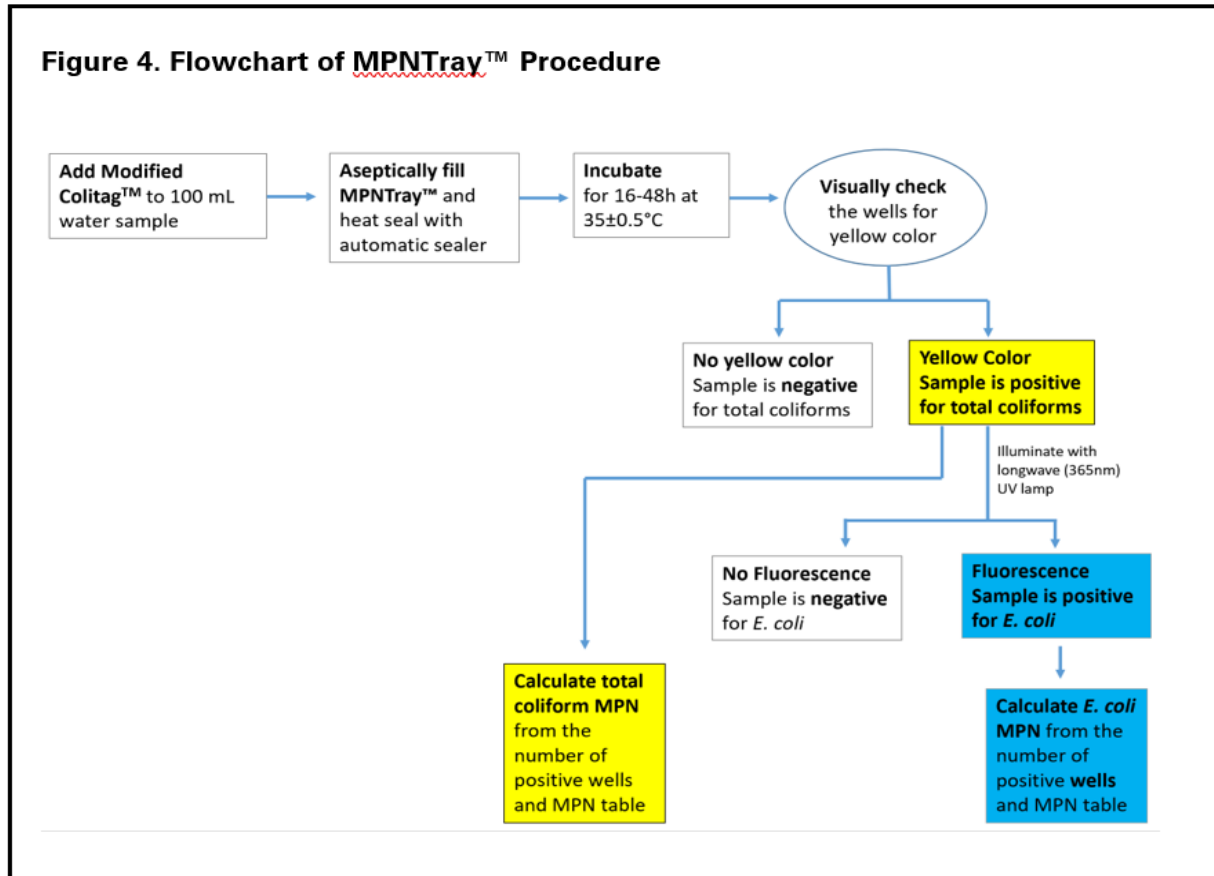 Figure 4. Flowchart of MPNTray™ Procedure
Add Modified
Colitag™ to 100 mL
water sample
Aseptically fill
MPNTray™ and
heat seal with
automatic sealer
Incubate
for 16-48h at
35±0.5°C
Visually check
the wells for
yellow color
No yellow color
Sample is negative
for total coliforms
Yellow Color
Sample is positive
for total coliforms
Illuminate with
longwave (365nm)
UV lamp
No Fluorescence
Sample is negative
for E. coli
Fluorescence
Sample is positive
for E. coli
Calculate total
coliform MPN
from the
number of
positive wells
and MPN table
Calculate E. coli
MPN from the
number of
positive wells
and MPN table